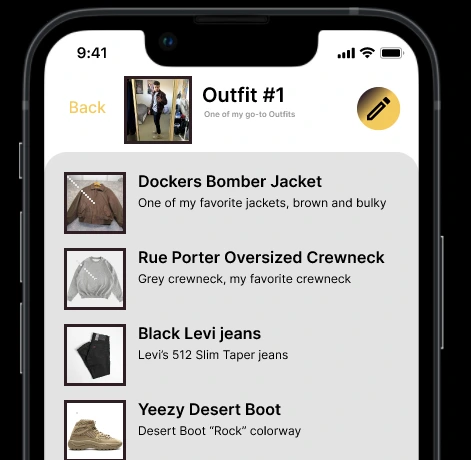 9:41
Back
Outfit #1
One of my go-to Outfits
Dockers Bomber Jacket
One of my favorite jackets, brown and bulky
Rue Porter Oversized Crewneck
Grey crewneck, my favorite crewneck
Black Levi jeans
Levi’s 512 Slim Taper jeans
Yeezy Desert Boot
Desert Boot “Rock” colorway